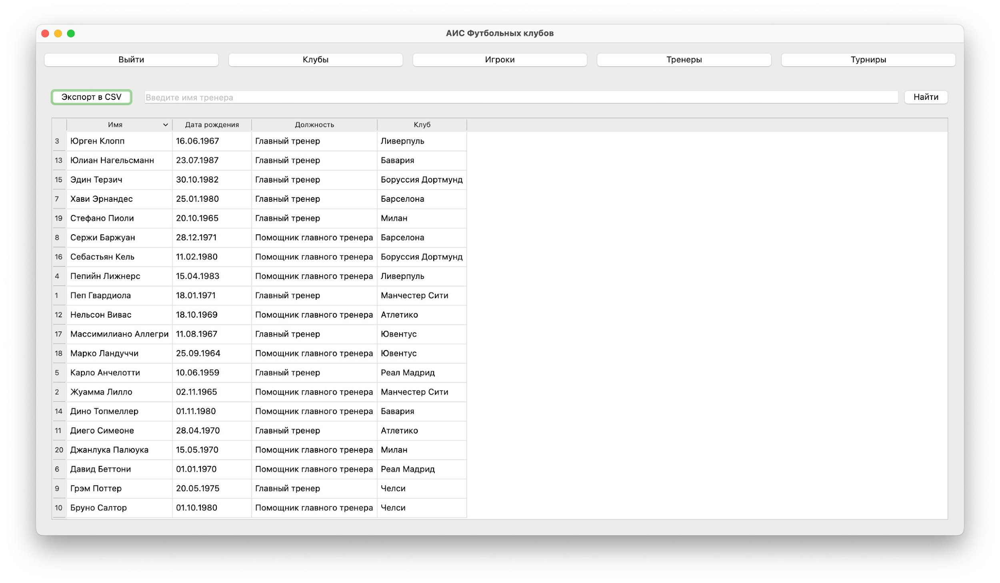 АИС Футбольных клубов
Выйти Клубы Игроки Тренеры Турниры
Экспорт в CSV Введите имя тренера Найти
Имя Дата рождения Должность Клуб
3 Юрген Клопп 16.06.1967 Главный тренер Ливерпуль
13 Юлиан Нагельсманн 23.07.1987 Главный тренер Бавария
15 Эдин Терзич 30.10.1982 Главный тренер Боруссия Дортмунд
7 Хави Эрнандес 25.01.1980 Главный тренер Барселона
19 Стефано Пиоли 20.10.1965 Главный тренер Милан
8 Сержи Баржуан 28.12.1971 Помощник главного тренера Барселона
16 Себастьян Кель 11.02.1980 Помощник главного тренера Боруссия Дортмунд
4 Пепийн Лижнерс 15.04.1983 Помощник главного тренера Ливерпуль
1 Пеп Гвардиола 18.01.1971 Главный тренер Манчестер Сити
12 Нельсон Вивас 18.10.1969 Помощник главного тренера Атлетико
17 Массимилиано Аллегри 11.08.1967 Главный тренер Ювентус
18 Марко Ландуччи 25.09.1964 Помощник главного тренера Ювентус
5 Карло Анчелотти 10.06.1959 Главный тренер Реал Мадрид
2 Жуамма Лилло 02.11.1965 Помощник главного тренера Манчестер Сити
14 Дино Топмеллер 01.11.1980 Помощник главного тренера Бавария
11 Диего Симеоне 28.04.1970 Главный тренер Атлетико
20 Джанлука Палюука 15.05.1970 Помощник главного тренера Милан
6 Давид Беттони 01.01.1970 Помощник главного тренера Реал Мадрид
9 Грэм Поттер 20.05.1975 Главный тренер Челси
10 Бруно Салтор 01.10.1980 Помощник главного тренера Челси